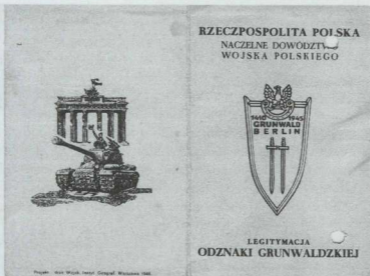 RZECZPOSPOLITA POLSKA
NACZELNE DOWÓDZTWO
WOJSKA POLSKIEGO
1410 1945
GRUNWALD
BERLIN
LEGITYMACJA
ODZNAKI GRUNWALDZKIEJ